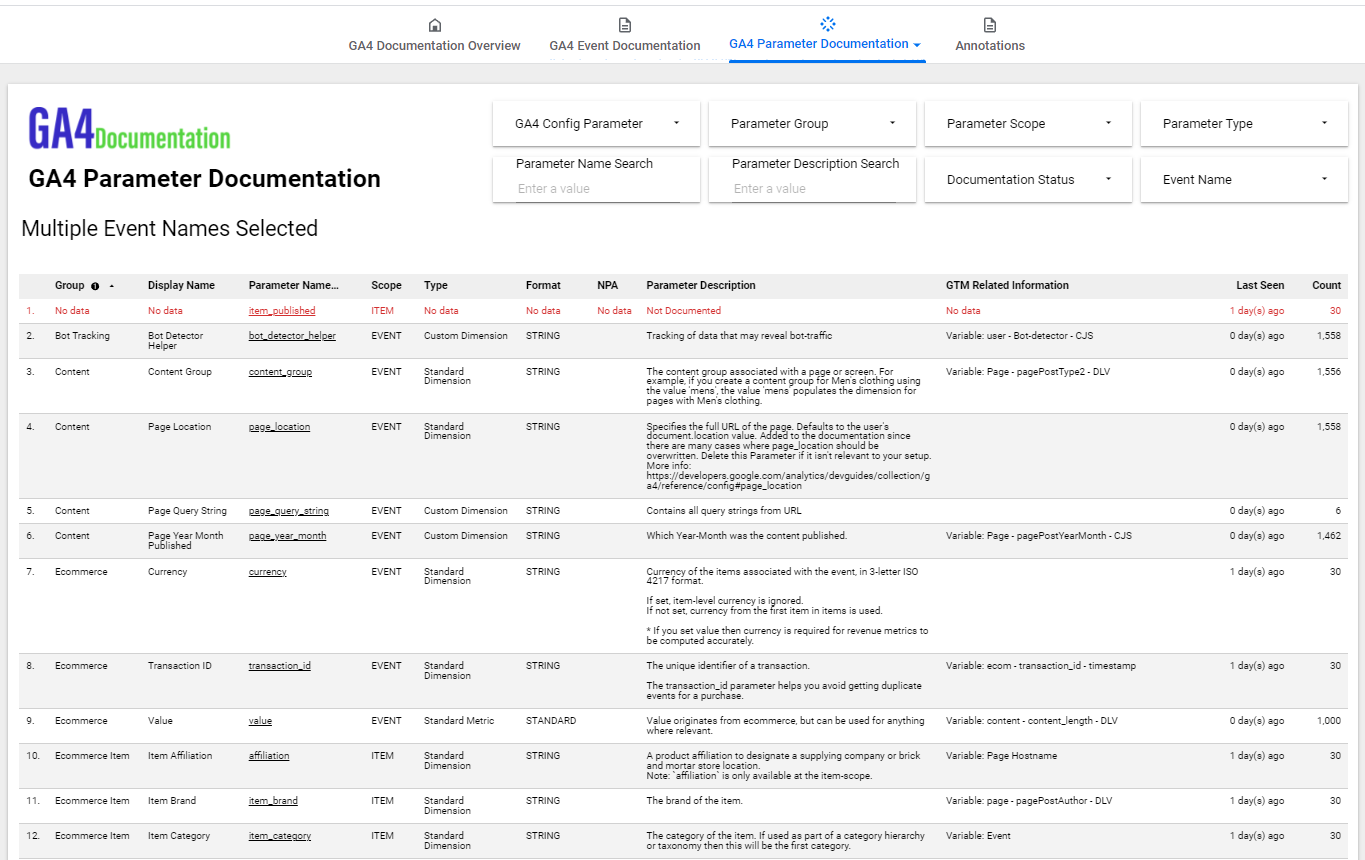 GA4 Documentation Overview
GA4 Event Documentation
GA4 Parameter Documentation
Annotations
GA4Documentation
GA4 Parameter Documentation
Multiple Event Names Selected
GA4 Config Parameter
Parameter Group
Parameter Scope
Parameter Type
Parameter Name Search
Enter a value
Parameter Description Search
Enter a value
Documentation Status
Event Name
Group Display Name Parameter Name... Scope Type Format NPA Parameter Description GTM Related Information Last Seen Count
1. No data No data item_published ITEM No data No data No data Not Documented No data 1 day(s) ago 30
2. Bot Tracking Bot Detector Helper bot_detector_helper EVENT Custom Dimension STRING Tracking of data that may reveal bot-traffic Variable: user - Bot-detector - CJS 0 day(s) ago 1,558
3. Content Content Group content_group EVENT Standard Dimension STRING The content group associated with a page or screen. For
example, if you create a content group for Men's clothing using
the value 'mens', the value 'mens' populates the dimension for
pages with Men's clothing.
Variable: Page - pagePostType2 - DLV 0 day(s) ago 1,556
4. Content Page Location page_location EVENT Standard Dimension STRING Specifies the full URL of the page. Defaults to the user's
document.location value. Added to the documentation since
there are many cases where page_location should be
overwritten. Delete this Parameter if it isn't relevant to your setup.
More info:
https://developers.google.com/analytics/devguides/collection/g
a4/reference/config#page_location
0 day(s) ago 1,558
5. Content Page Query String page_query_string EVENT Custom Dimension STRING Contains all query strings from URL 0 day(s) ago 6
6. Content Page Year Month Published page_year_month EVENT Custom Dimension STRING Which Year-Month was the content published. Variable: Page - pagePostYearMonth - CJS 0 day(s) ago 1,462
7. Ecommerce Currency currency EVENT Standard Dimension STRING Currency of the items associated with the event, in 3-letter ISO
4217 format.
If set, item-level currency is ignored.
If not set, currency from the first item in items is used.
* If you set value then currency is required for revenue metrics to
be computed accurately.
1 day(s) ago 30
8. Ecommerce Transaction ID transaction_id EVENT Standard Dimension STRING The unique identifier of a transaction.
The transaction_id parameter helps you avoid getting duplicate
events for a purchase.
Variable: ecom - transaction_id - timestamp 1 day(s) ago 30
9. Ecommerce Value value EVENT Standard Metric STANDARD Value originates from ecommerce, but can be used for anything
where relevant.
Variable: content - content_length - DLV 0 day(s) ago 1,000
10. Ecommerce Item Item Affiliation affiliation ITEM Standard Dimension STRING A product affiliation to designate a supplying company or brick
and mortar store location.
Note: `affiliation` is only available at the item-scope.
Variable: Page Hostname 1 day(s) ago 30
11. Ecommerce Item Item Brand item_brand ITEM Standard Dimension STRING The brand of the item. Variable: page - pagePostAuthor - DLV 1 day(s) ago 30
12. Ecommerce Item Item Category item_category ITEM Standard Dimension STRING The category of the item. If used as part of a category hierarchy
or taxonomy then this will be the first category.
Variable: Event 1 day(s) ago 30